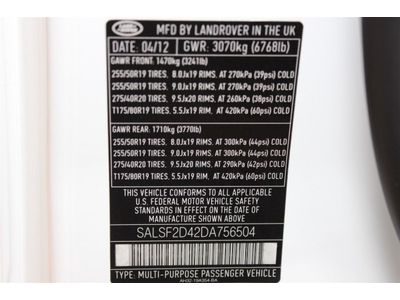 LAND ROVER
MFD BY LANDROVER IN THE UK
DATE: 04/12 GWR: 3070kg (6768lb)
GAWR FRONT: 1470kg (3241lb)
255/50R19 TIRES. 8.0Jx19 RIMS. AT 270kPa (39psi) COLD
255/50R19 TIRES. 9.0Jx19 RIMS. AT 270kPa (39psi) COLD
275/40R20 TIRES. 9.5Jx20 RIMS. AT 260kPa (38psi) COLD
T175/80R19 TIRES. 5.5Jx19 RIMS. AT 420kPa (60psi) COLD
GAWR REAR: 1710kg (3770lb)
255/50R19 TIRES. 8.0Jx19 RIMS. AT 300kPa (44psi) COLD
255/50R19 TIRES. 9.0Jx19 RIMS. AT 300kPa (44psi) COLD
275/40R20 TIRES. 9.5Jx20 RIMS. AT 290kPa (42psi) COLD
T175/80R19 TIRES. 5.5Jx19 RIMS. AT 420kPa (60psi) COLD
THIS VEHICLE CONFORMS TO ALL APPLICABLE
U.S. FEDERAL MOTOR VEHICLE SAFETY STANDARDS
IN EFFECT ON THE DATE OF MANUFACTURE
SHOWN ABOVE
SALSF2D42DA756504
TYPE: MULTI-PURPOSE PASSENGER VEHICLE
AH32-19A354-BA